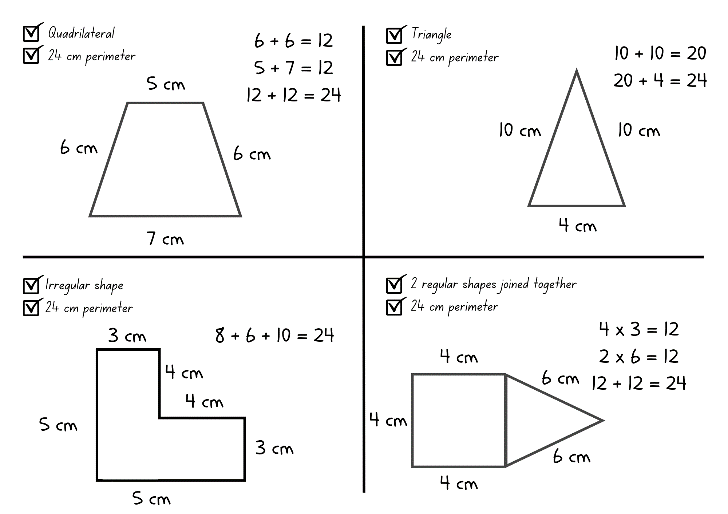 Quadrilateral
24 cm perimeter
6 + 6 = 12
5 + 7 = 12
12 + 12 = 24
5 cm
6 cm
6 cm
7 cm
Triangle
24 cm perimeter
10 + 10 = 20
20 + 4 = 24
10 cm
10 cm
4 cm
Irregular shape
24 cm perimeter
8 + 6 + 10 = 24
3 cm
4 cm
4 cm
5 cm
3 cm
5 cm
2 regular shapes joined together
24 cm perimeter
4 x 3 = 12
2 x 6 = 12
12 + 12 = 24
4 cm
6 cm
4 cm
6 cm
4 cm